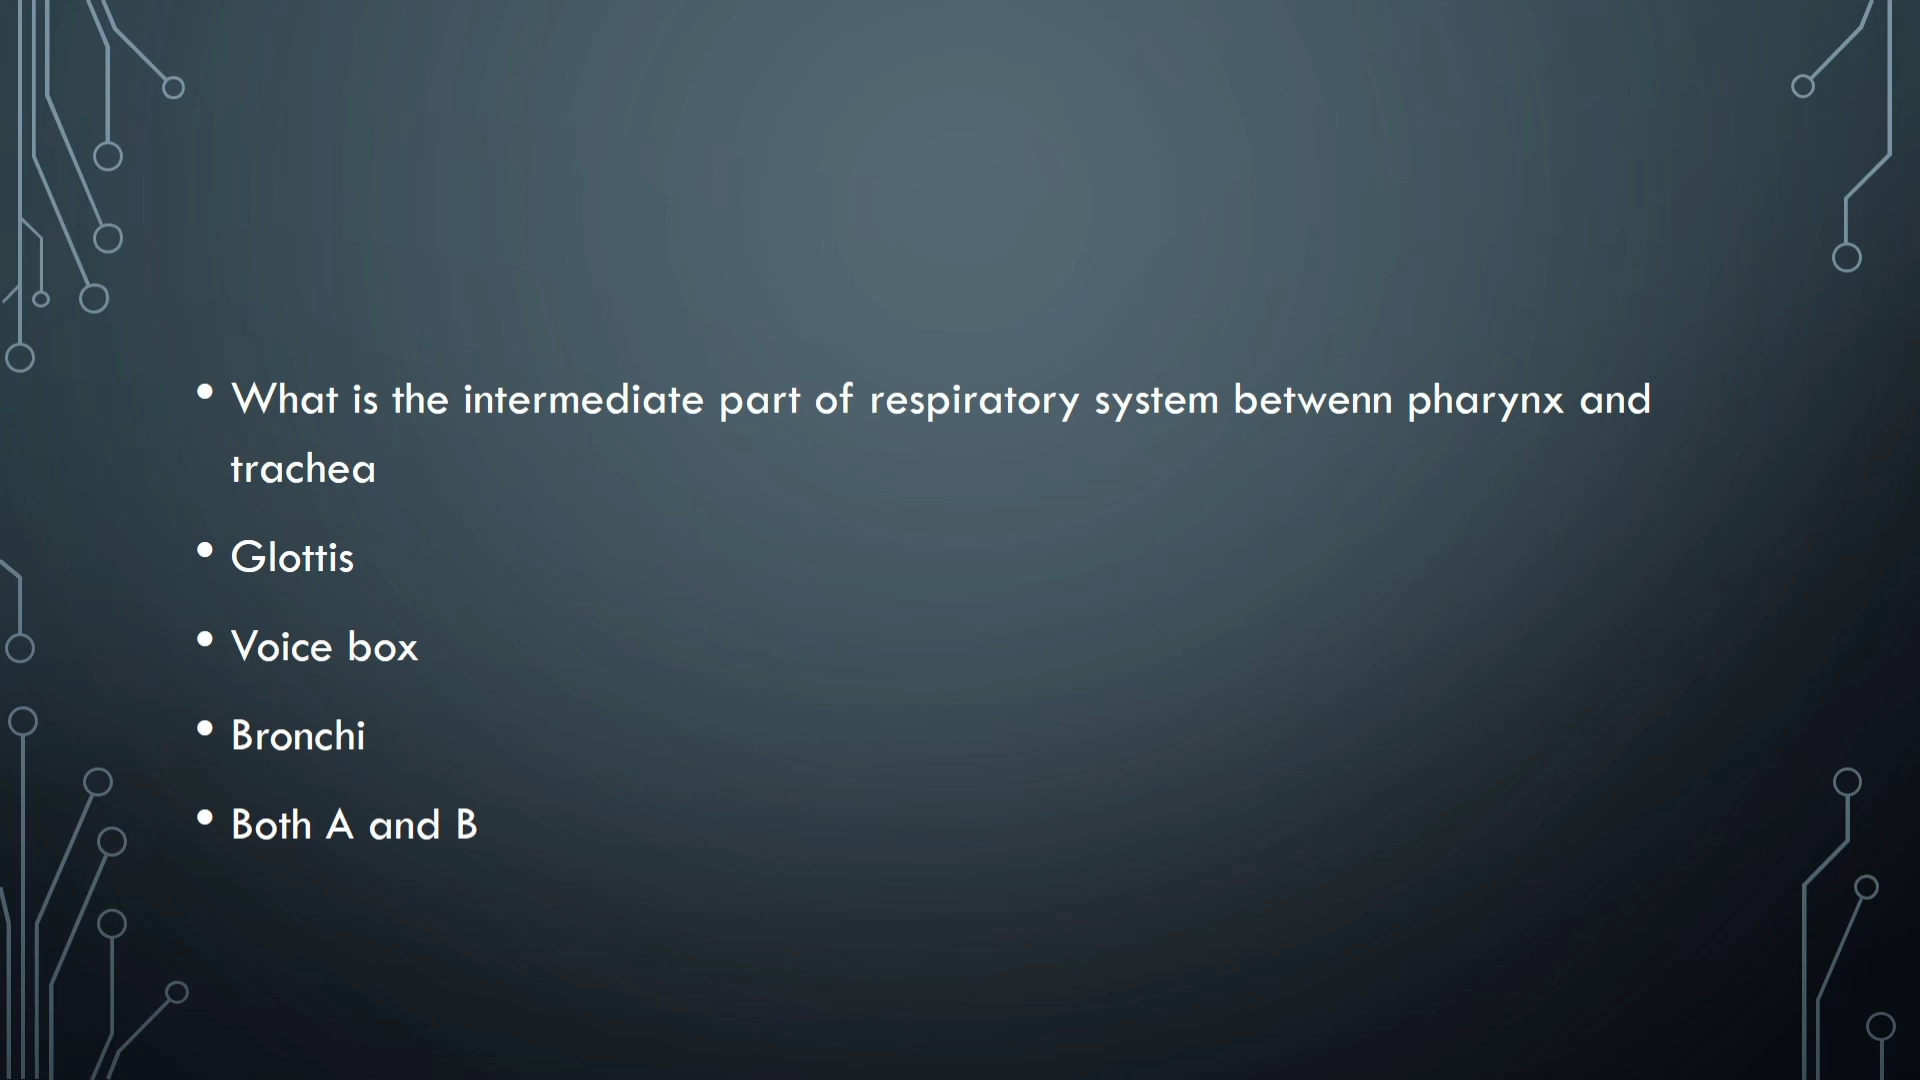 • What is the intermediate part of respiratory system betwenn pharynx and
trachea
• Glottis
• Voice box
• Bronchi
• Both A and B